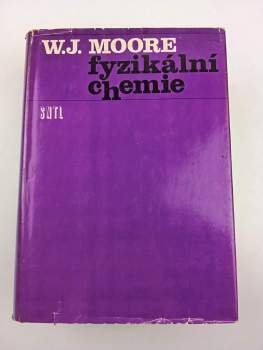 W.J. MOORE
fyzikální
chemie
SNTL